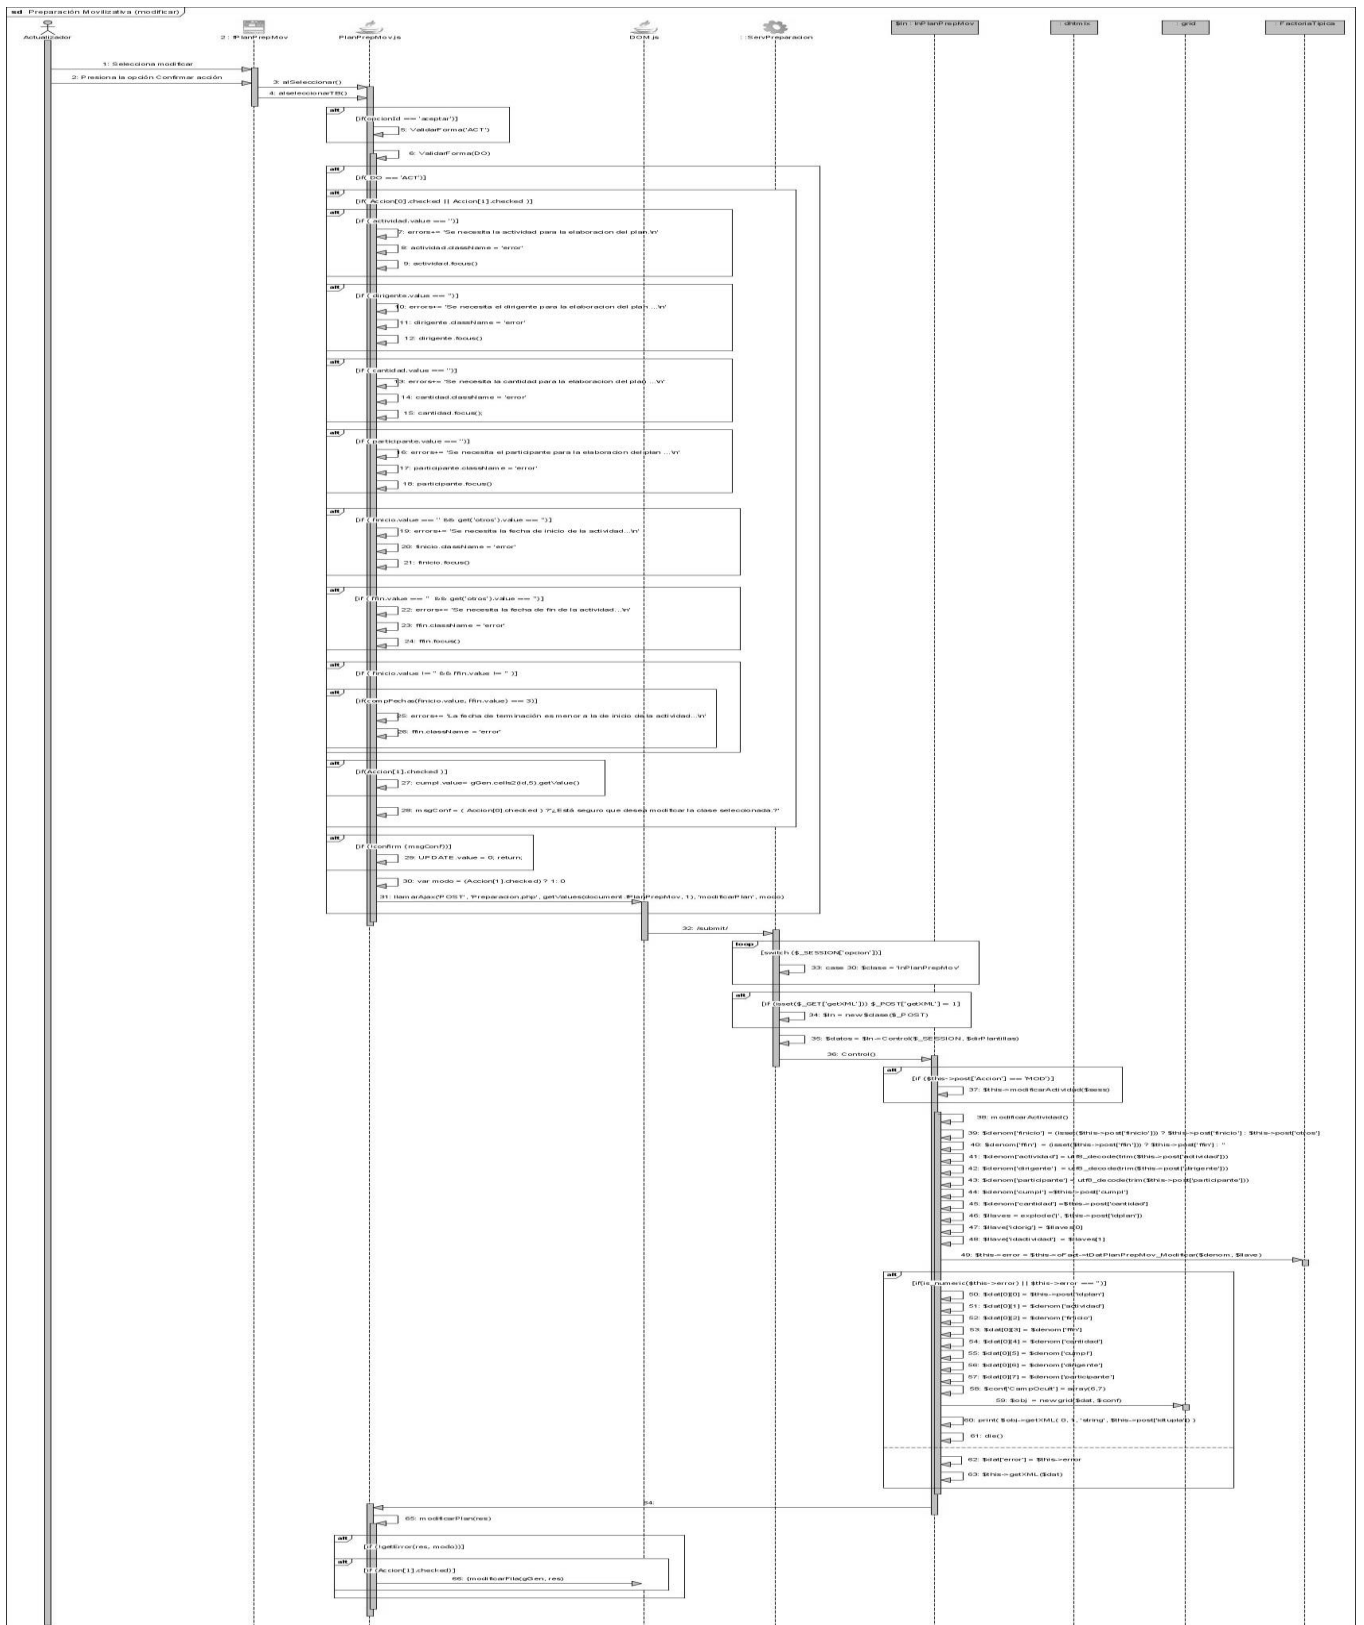 sd Preparación Movilizativa (modificar)
Actualizador
2 : fPlanPrepMov
PlanPrepMov.js
DOM.js
: :ServPreparacion
$In : InPlanPrepMov
: dhtmlx
: grid
: FactoriaTipica
1: Selecciona modificar
2: Presiona la opción Confirmar acción
3: alSeleccionar()
4: alseleccionarTB()
alt
[if(opcionId == 'aceptar')]
5: ValidarForma('ACT')
6: ValidarForma(DO)
alt
[if( DO == 'ACT')]
alt
[if( Accion[0].checked || Accion[1].checked )]
alt
[if ( actividad.value == '')]
7: errors+= 'Se necesita la actividad para la elaboracion del plan.\n'
8: actividad.className = 'error'
9: actividad.focus()
alt
[if ( dirigente.value == '')]
10: errors+= 'Se necesita el dirigente para la elaboracion del plan ...\n'
11: dirigente.className = 'error'
12: dirigente.focus()
alt
[if ( cantidad.value == '')]
13: errors+= 'Se necesita la cantidad para la elaboracion del plan ...\n'
14: cantidad.className = 'error'
15: cantidad.focus();
alt
[if ( participante.value == '')]
16: errors+= 'Se necesita el participante para la elaboracion del plan ...\n'
17: participante.className = 'error'
18: participante.focus()
alt
[if ( finicio.value == '' && get('otros').value == '')]
19: errors+= 'Se necesita la fecha de inicio de la actividad...\n'
20: finicio.className = 'error'
21: finicio.focus()
alt
[if ( ffin.value == '' && get('otros').value == '')]
22: errors+= 'Se necesita la fecha de fin de la actividad...\n'
23: ffin.className = 'error'
24: ffin.focus()
alt
[if ( finicio.value != '' && ffin.value != '' )]
alt
[if(compFechas(finicio.value, ffin.value) == 3)]
25: errors+= 'La fecha de terminación es menor a la de inicio de la actividad...\n'
26: ffin.className = 'error'
alt
[if(Accion[1].checked )]
27: cumpl.value= gGen.cells2(id,5).getValue()
28: msgConf = ( Accion[0].checked ) ?'¿Está seguro que desea modificar la clase seleccionada.?'
alt
[if (!confirm (msgConf))]
29: UPDATE.value = 0; return;
30: var modo = (Accion[1].checked) ? 1: 0
31: llamarAjax('POST', 'Preparacion.php', getValues(document.fPlanPrepMov, 1), 'modificarPlan', modo)
32: /submit/
loop
[switch ($_SESSION['opcion'])]
33: case 30: $clase = 'InPlanPrepMov'
alt
[if (isset($_GET['getXML'])) $_POST['getXML'] = 1]
34: $In = new $clase($_POST)
35: $datos = $In->Control($_SESSION, $dirPlantillas)
36: Control()
alt
[if ($this->post['Accion'] == 'MOD')]
37: $this->modificarActividad($sess)
38: modificarActividad()
39: $denom['finicio'] = (isset($this->post['finicio'])) ? $this->post['finicio'] : $this->post['otros']
40: $denom['ffin'] = (isset($this->post['ffin'])) ? $this->post['ffin'] : ''
41: $denom['actividad'] = utf8_decode(trim($this->post['actividad']))
42: $denom['dirigente'] = utf8_decode(trim($this->post['dirigente']))
43: $denom['participante'] = utf8_decode(trim($this->post['participante']))
44: $denom['cumpl'] =$this->post['cumpl']
45: $denom['cantidad'] =$this->post['cantidad']
46: $llaves = explode('|', $this->post['idplan'])
47: $llave['idorig'] = $llaves[0]
48: $llave['idactividad'] = $llaves[1]
49: $this->error = $this->oFact->tDatPlanPrepMov_Modificar($denom, $llave)
alt
[if(is_numeric($this->error) || $this->error == '')]
50: $dat[0][0] = $this->post['idplan']
51: $dat[0][1] = $denom['actividad']
52: $dat[0][2] = $denom['finicio']
53: $dat[0][3] = $denom['ffin']
54: $dat[0][4] = $denom['cantidad']
55: $dat[0][5] = $denom['cumpl']
56: $dat[0][6] = $denom['dirigente']
57: $dat[0][7] = $denom['participante']
58: $conf['CampOcult'] = array(6,7)
59: $obj = new grid($dat, $conf)
60: print( $obj->getXML( 0, 1, 'string', $this->post['idtupla']) )
61: die()
62: $dat['error'] = $this->error
63: $this->getXML($dat)
64:
65: modificarPlan(res)
alt
[if (!getError(res, modo))]
alt
[if (Accion[1].checked)]
66: (modificarFila(gGen, res)